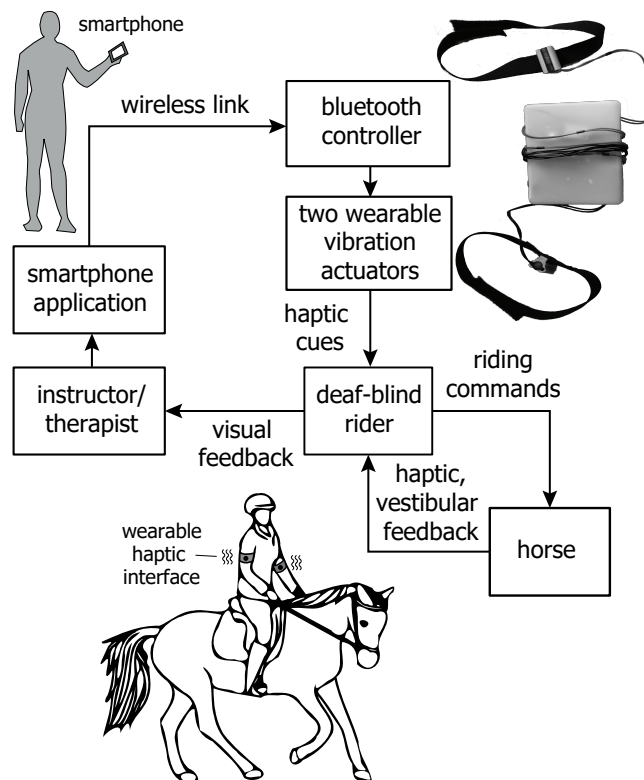 smartphone
wireless link
bluetooth
controller
two wearable
vibration
actuators
smartphone
application
haptic
cues
riding
commands
instructor/
therapist
deaf-blind
rider
visual
feedback
haptic,
vestibular
feedback
horse
wearable
haptic
interface